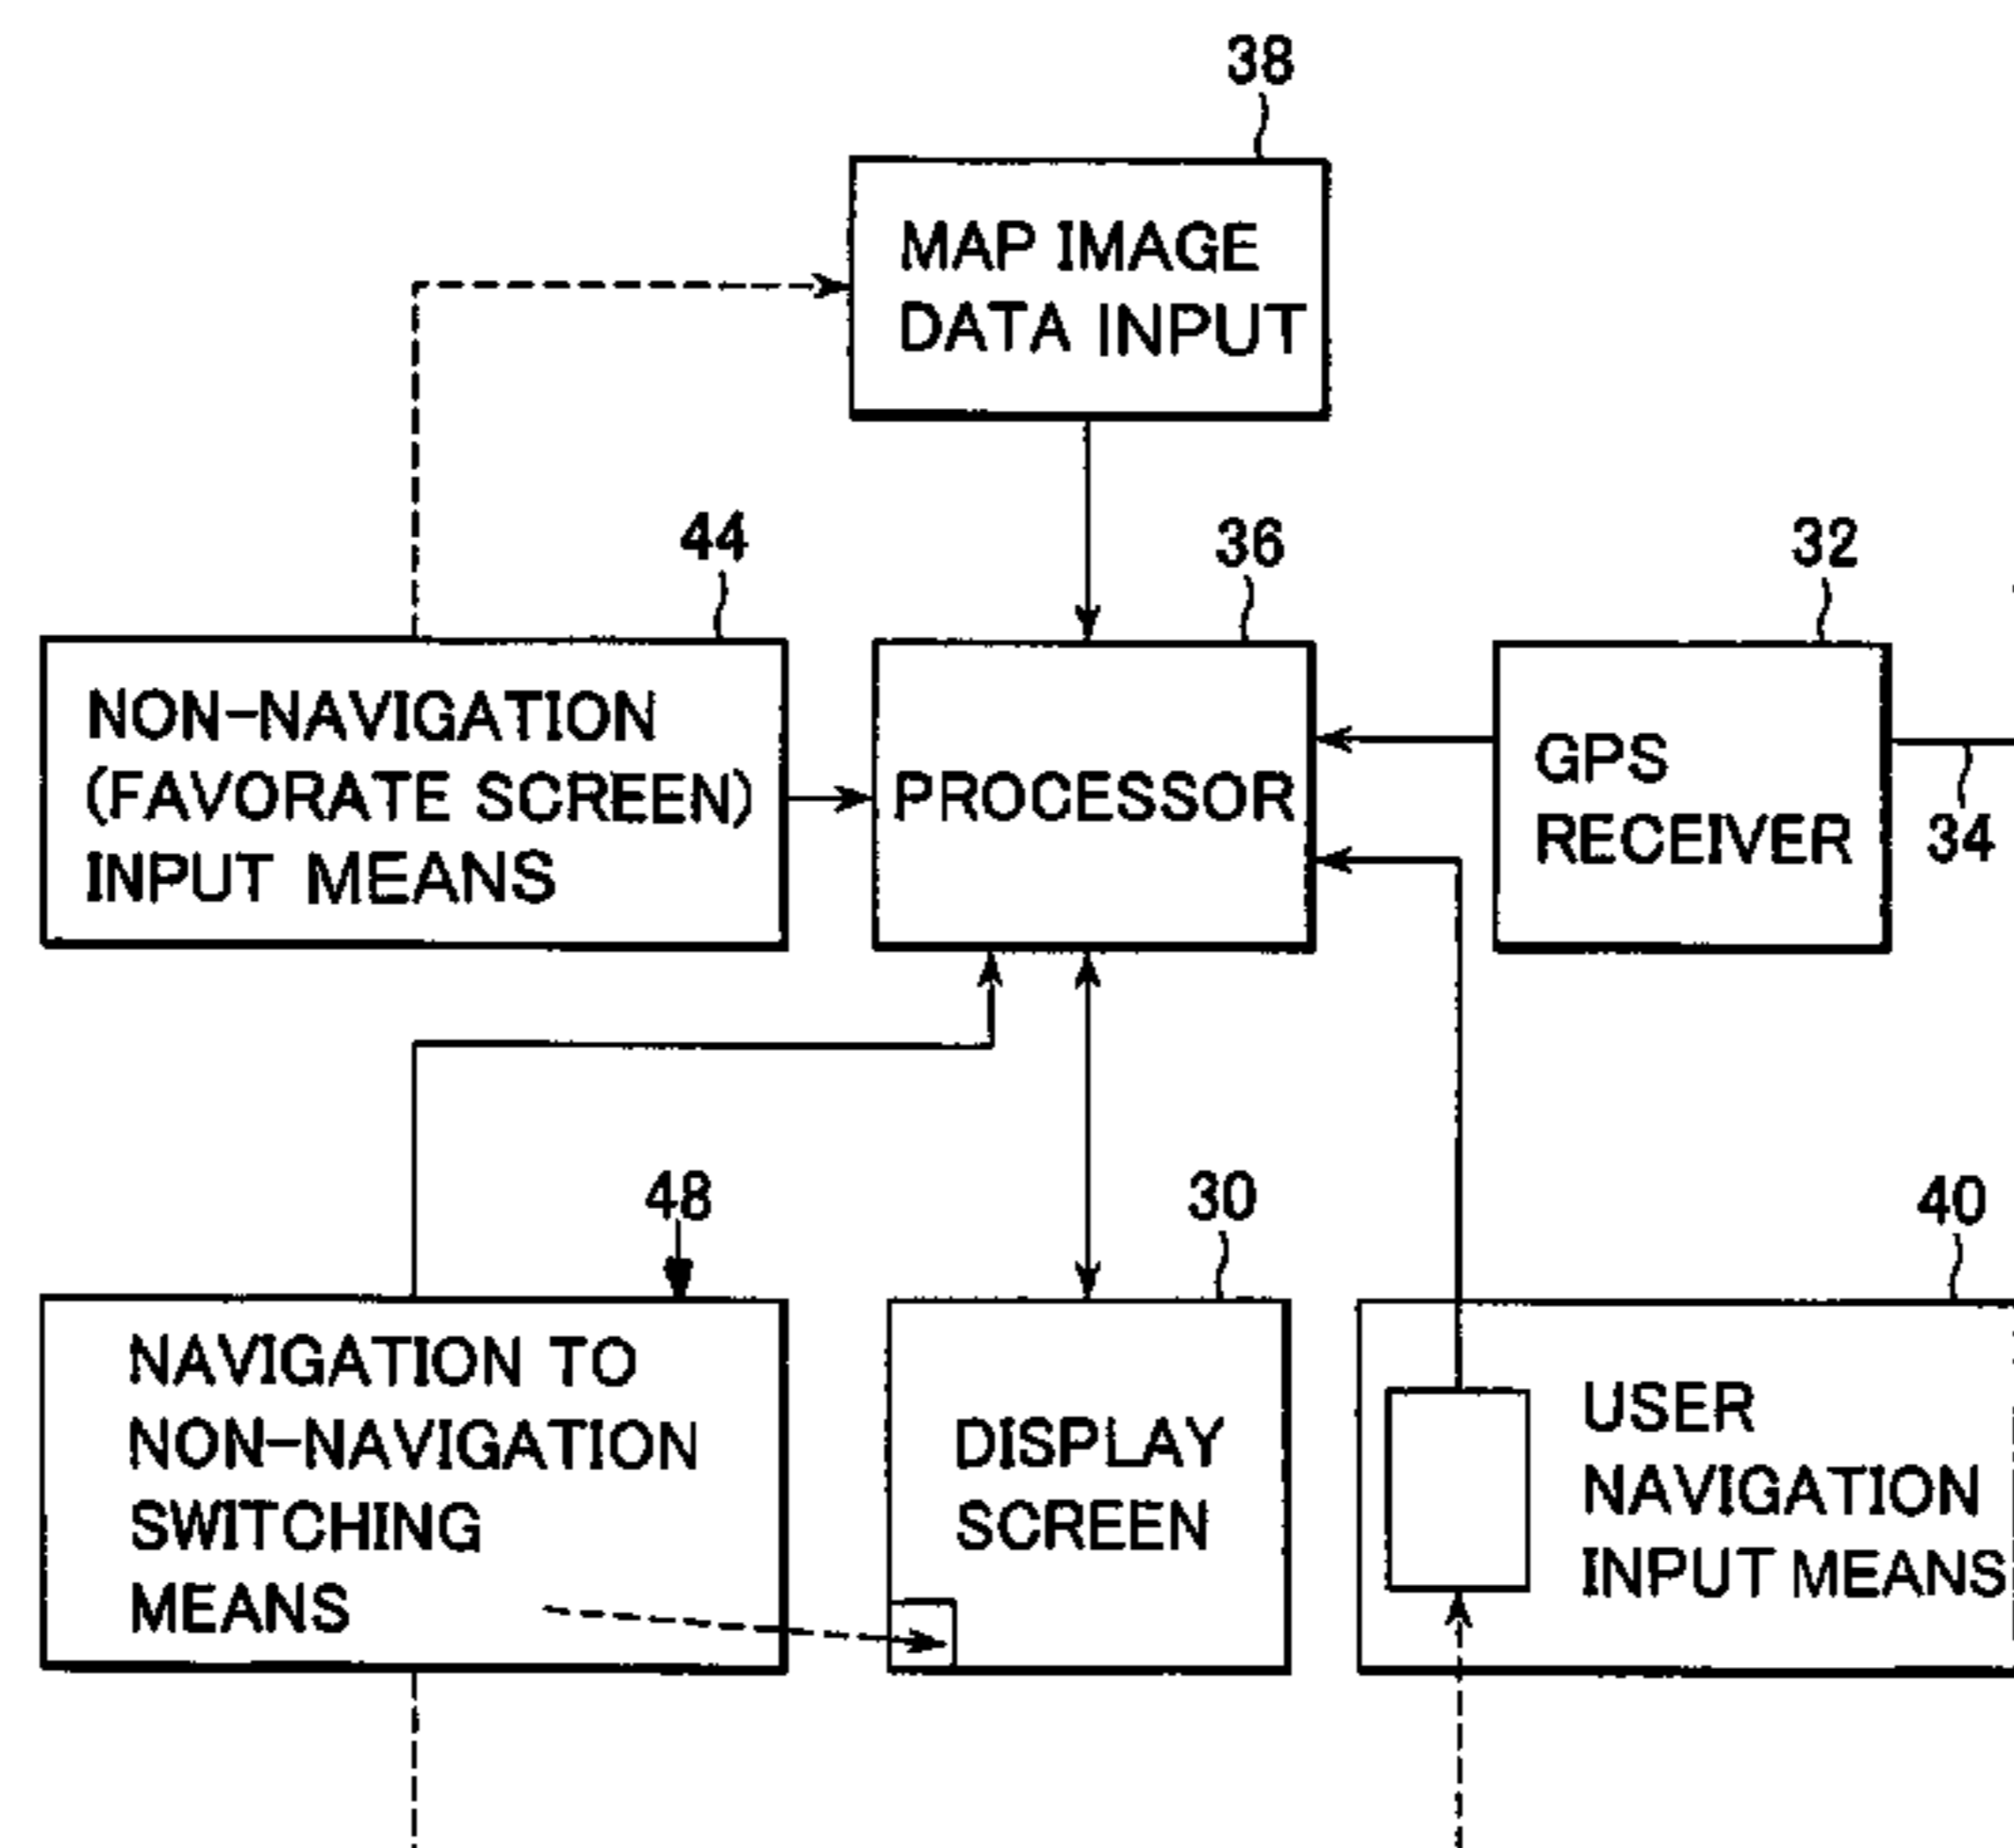 38
MAP IMAGE
DATA INPUT
44
36
32
NON-NAVIGATION
(FAVORATE SCREEN)
INPUT MEANS
PROCESSOR
GPS
RECEIVER
34
48
30
40
NAVIGATION TO
NON-NAVIGATION
SWITCHING
MEANS
DISPLAY
SCREEN
USER
NAVIGATION
INPUT MEANS